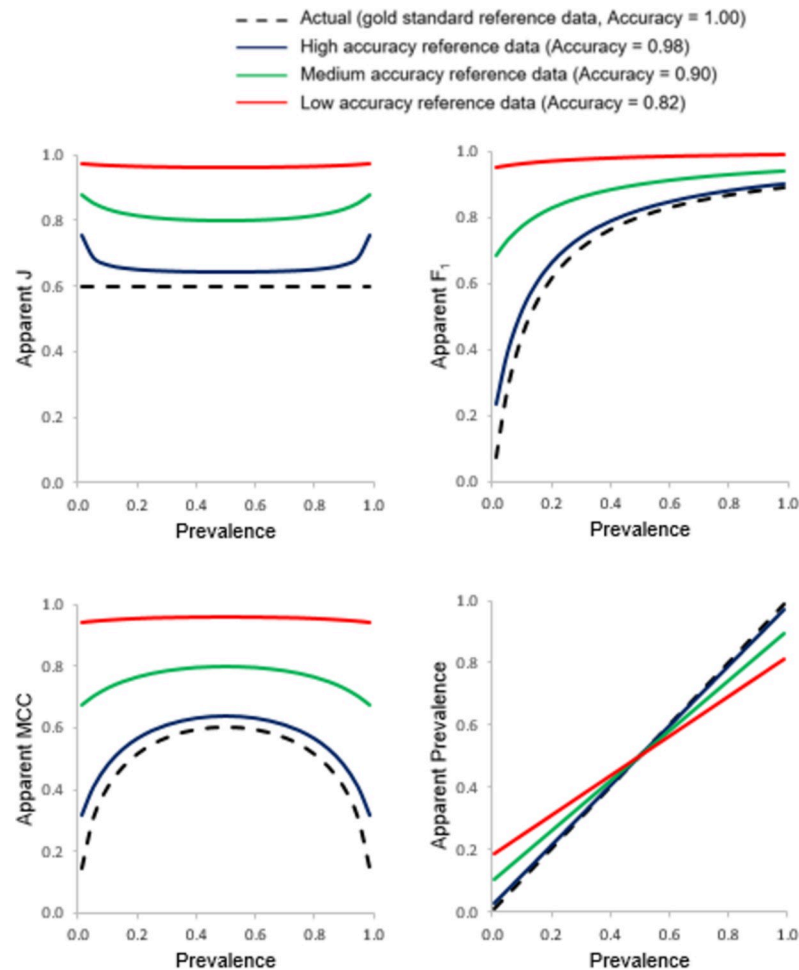 Actual (gold standard reference data, Accuracy = 1.00)
High accuracy reference data (Accuracy = 0.98)
Medium accuracy reference data (Accuracy = 0.90)
Low accuracy reference data (Accuracy = 0.82)
1.0
0.8
0.6
0.4
0.2
0.0
Apparent J
0.0 0.2 0.4 0.6 0.8 1.0
Prevalence
1.0
0.8
0.6
0.4
0.2
0.0
Apparent F1
0.0 0.2 0.4 0.6 0.8 1.0
Prevalence
1.0
0.8
0.6
0.4
0.2
0.0
Apparent MCC
0.0 0.2 0.4 0.6 0.8 1.0
Prevalence
1.0
0.8
0.6
0.4
0.2
0.0
Apparent Prevalence
0.0 0.2 0.4 0.6 0.8 1.0
Prevalence